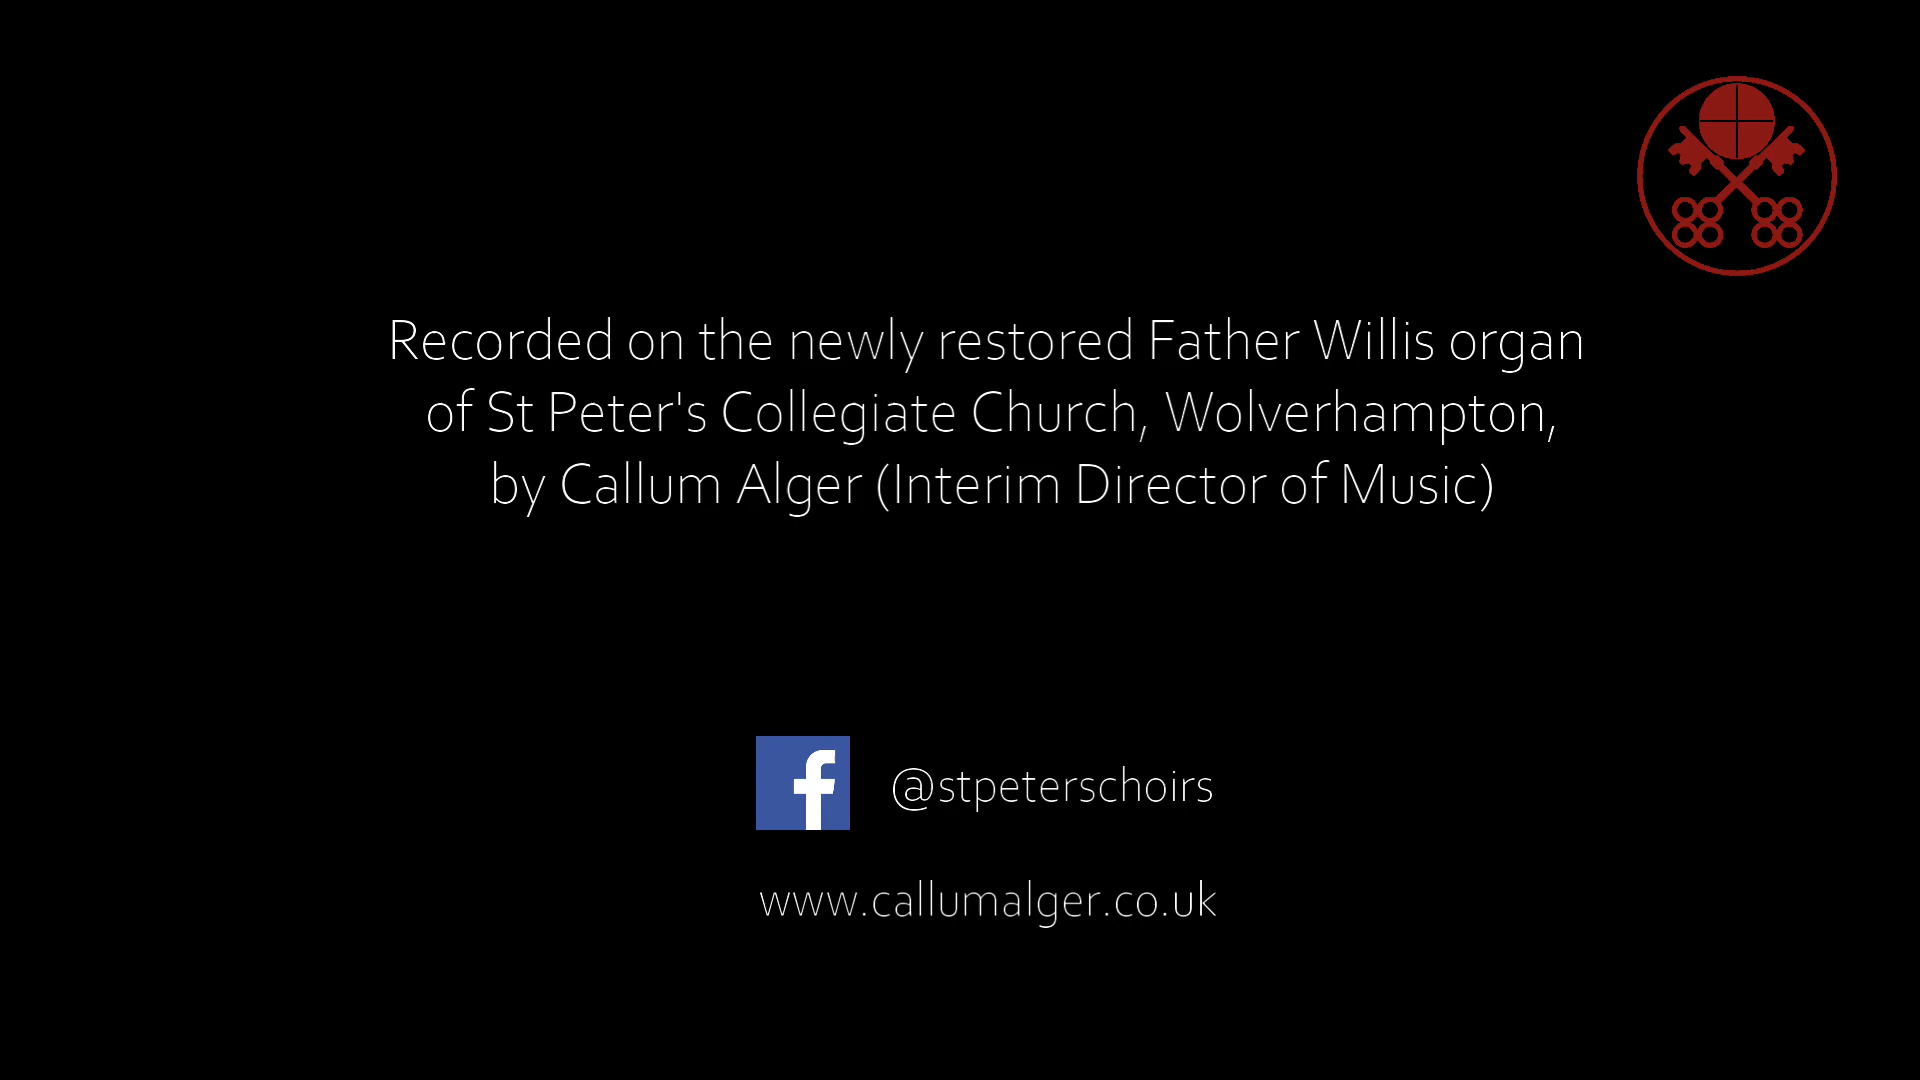 Recorded on the newly restored Father Willis organ
of St Peter's Collegiate Church, Wolverhampton,
by Callum Alger (Interim Director of Music)
@stpeterschoirs
www.callumalger.co.uk